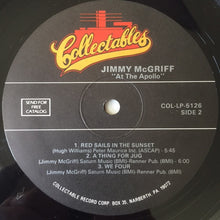 Collectables
JIMMY McGRIFF
"At The Apollo"
SEND FOR
FREE
CATALOG
COL-LP-5126
SIDE 2
1. RED SAILS IN THE SUNSET
(Hugh Williams) Peter Maurice Inc. (ASCAP) - 5:45
2. A THING FOR JUG
(Jimmy McGriff) Saturn Music (BMI)-Renner Pub. (BMI) - 6:00
3. WE FOUR
(Jimmy McGriff) Saturn Music (BMI)-Renner Pub. (BMI) - 5:00
COLLECTABLE RECORD CORP. BOX 35, NARBERTH, PA 19072